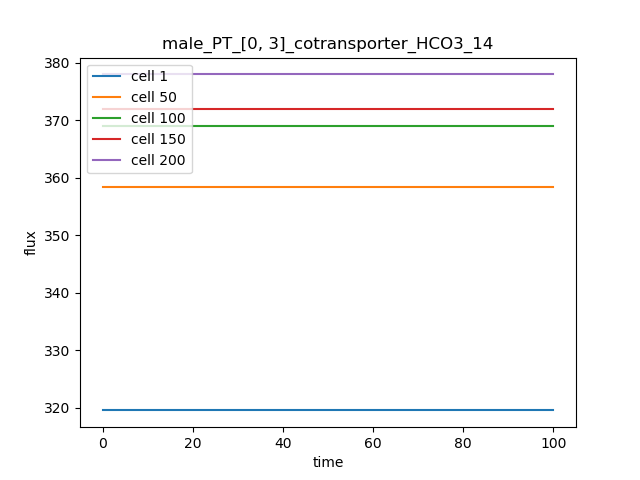 male_PT_[0, 3]_cotransporter_HCO3_14
380
370
360
350
340
330
320
flux
cell 1
cell 50
cell 100
cell 150
cell 200
0
20
40
60
80
100
time